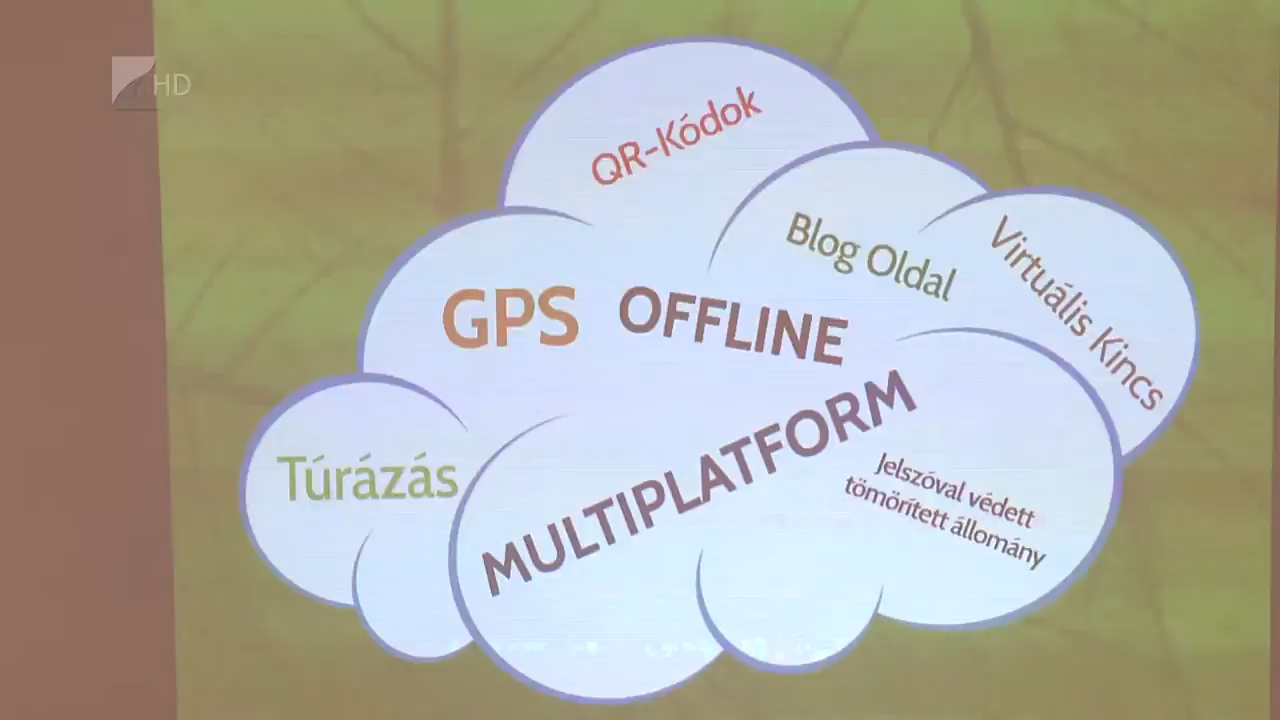 HD
QR-Kódok
Blog Oldal
Virtuális Kincs
GPS
OFFLINE
MULTIPLATFORM
Túrázás
Jelszóval védett
tömörített állomány